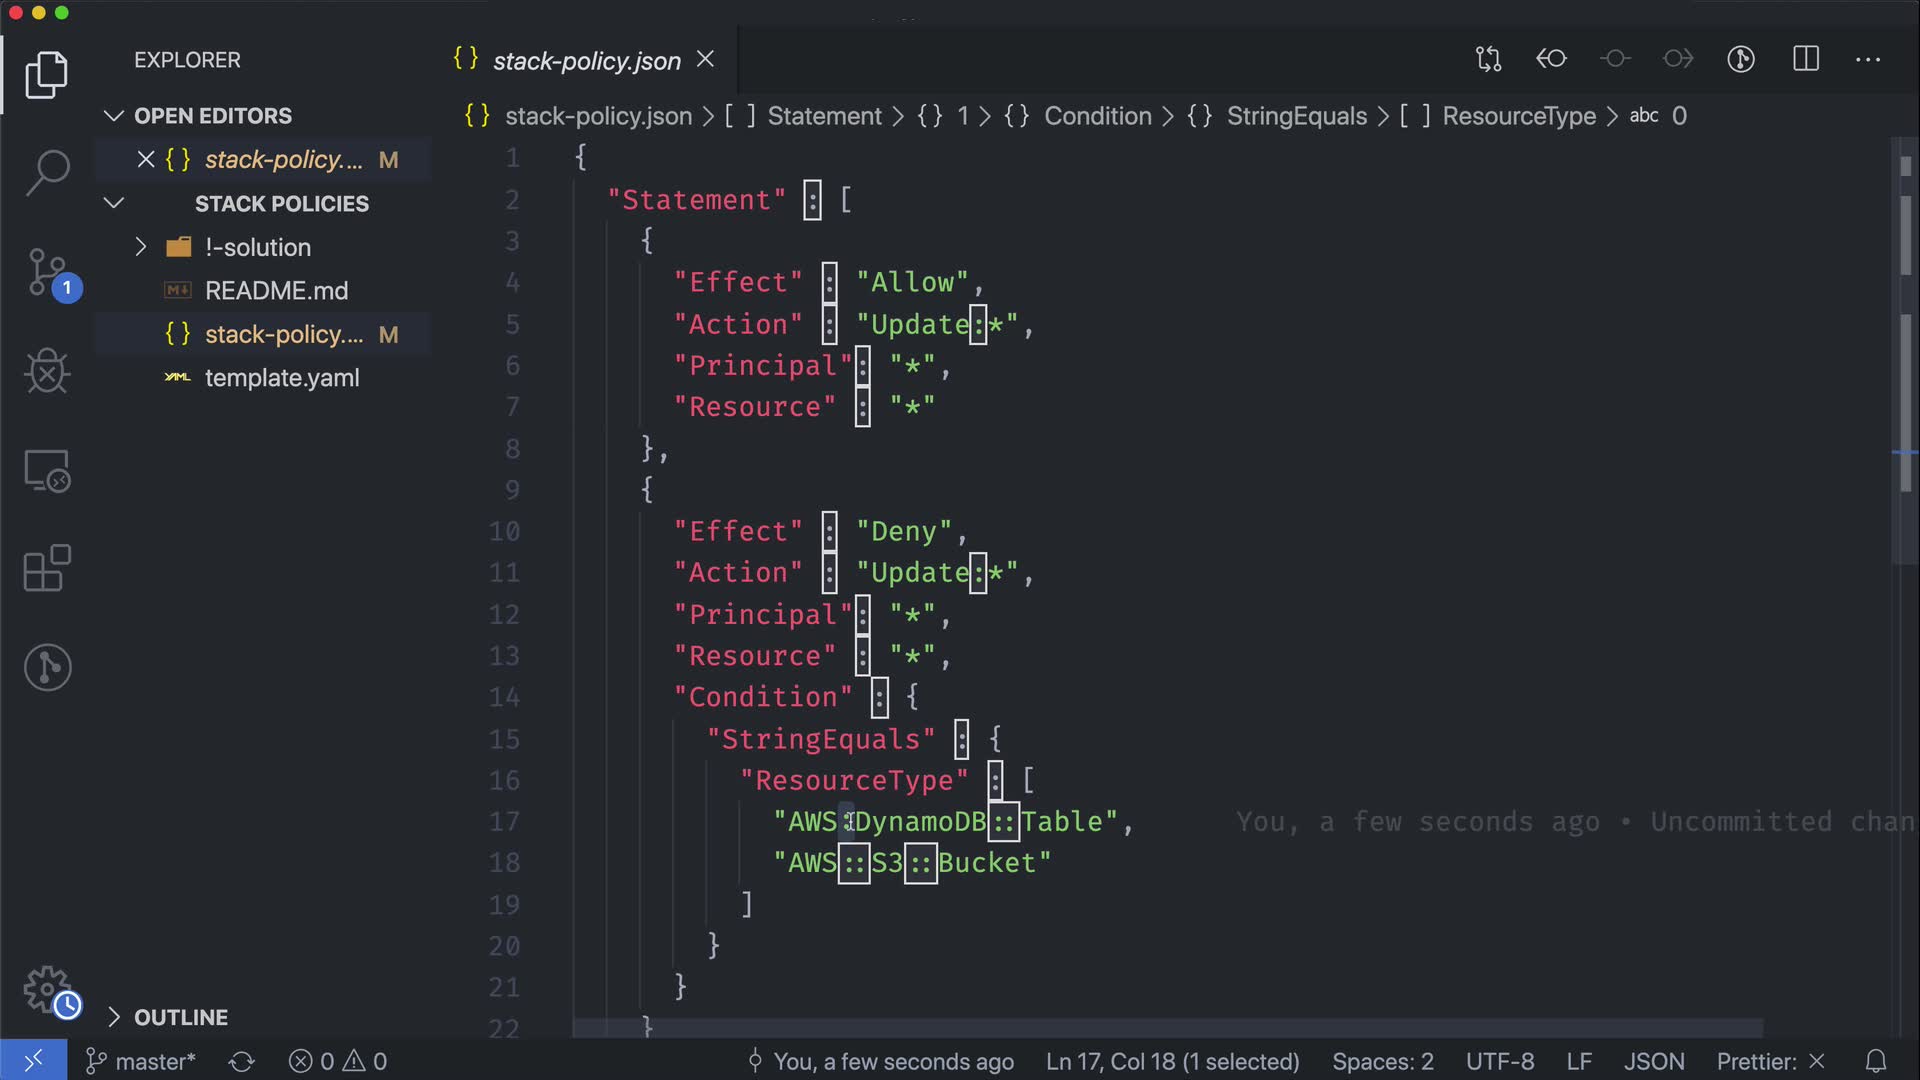 EXPLORER
OPEN EDITORS
stack-policy.... M
STACK POLICIES
!-solution
README.md
stack-policy.... M
template.yaml
OUTLINE
stack-policy.json
stack-policy.json > [ ] Statement > {} 1 > {} Condition > {} StringEquals > [ ] ResourceType > abc 0
1 {
2 "Statement" : [
3 {
4 "Effect" : "Allow",
5 "Action" : "Update:*",
6 "Principal": "*",
7 "Resource" : "*"
8 },
9 {
10 "Effect" : "Deny",
11 "Action" : "Update:*",
12 "Principal": "*",
13 "Resource" : "*",
14 "Condition" : {
15 "StringEquals" : {
16 "ResourceType" : [
17 "AWS::DynamoDB::Table", You, a few seconds ago • Uncommitted chan
18 "AWS::S3::Bucket"
19 ]
20 }
21 }
22 }
1
master* 0 0 You, a few seconds ago Ln 17, Col 18 (1 selected) Spaces: 2 UTF-8 LF JSON Prettier: ×